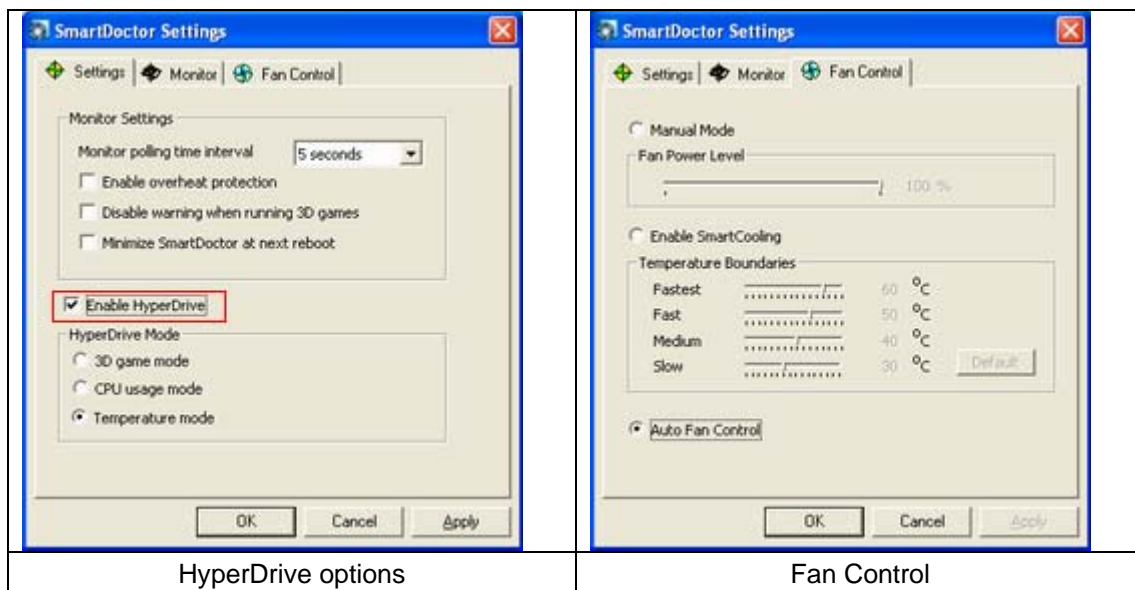 SmartDoctor Settings
Settings Monitor Fan Control
Monitor Settings
Monitor polling time interval 5 seconds
Enable overheat protection
Disable warning when running 3D games
Minimize SmartDoctor at next reboot
Enable HyperDrive
HyperDrive Mode
3D game mode
CPU usage mode
Temperature mode
OK Cancel Apply
HyperDrive options
SmartDoctor Settings
Settings Monitor Fan Control
Manual Mode
Fan Power Level
100 %
Enable SmartCooling
Temperature Boundaries
Fastest 60 °C
Fast 50 °C
Medium 40 °C
Slow 30 °C Default
Auto Fan Control
OK Cancel Apply
Fan Control